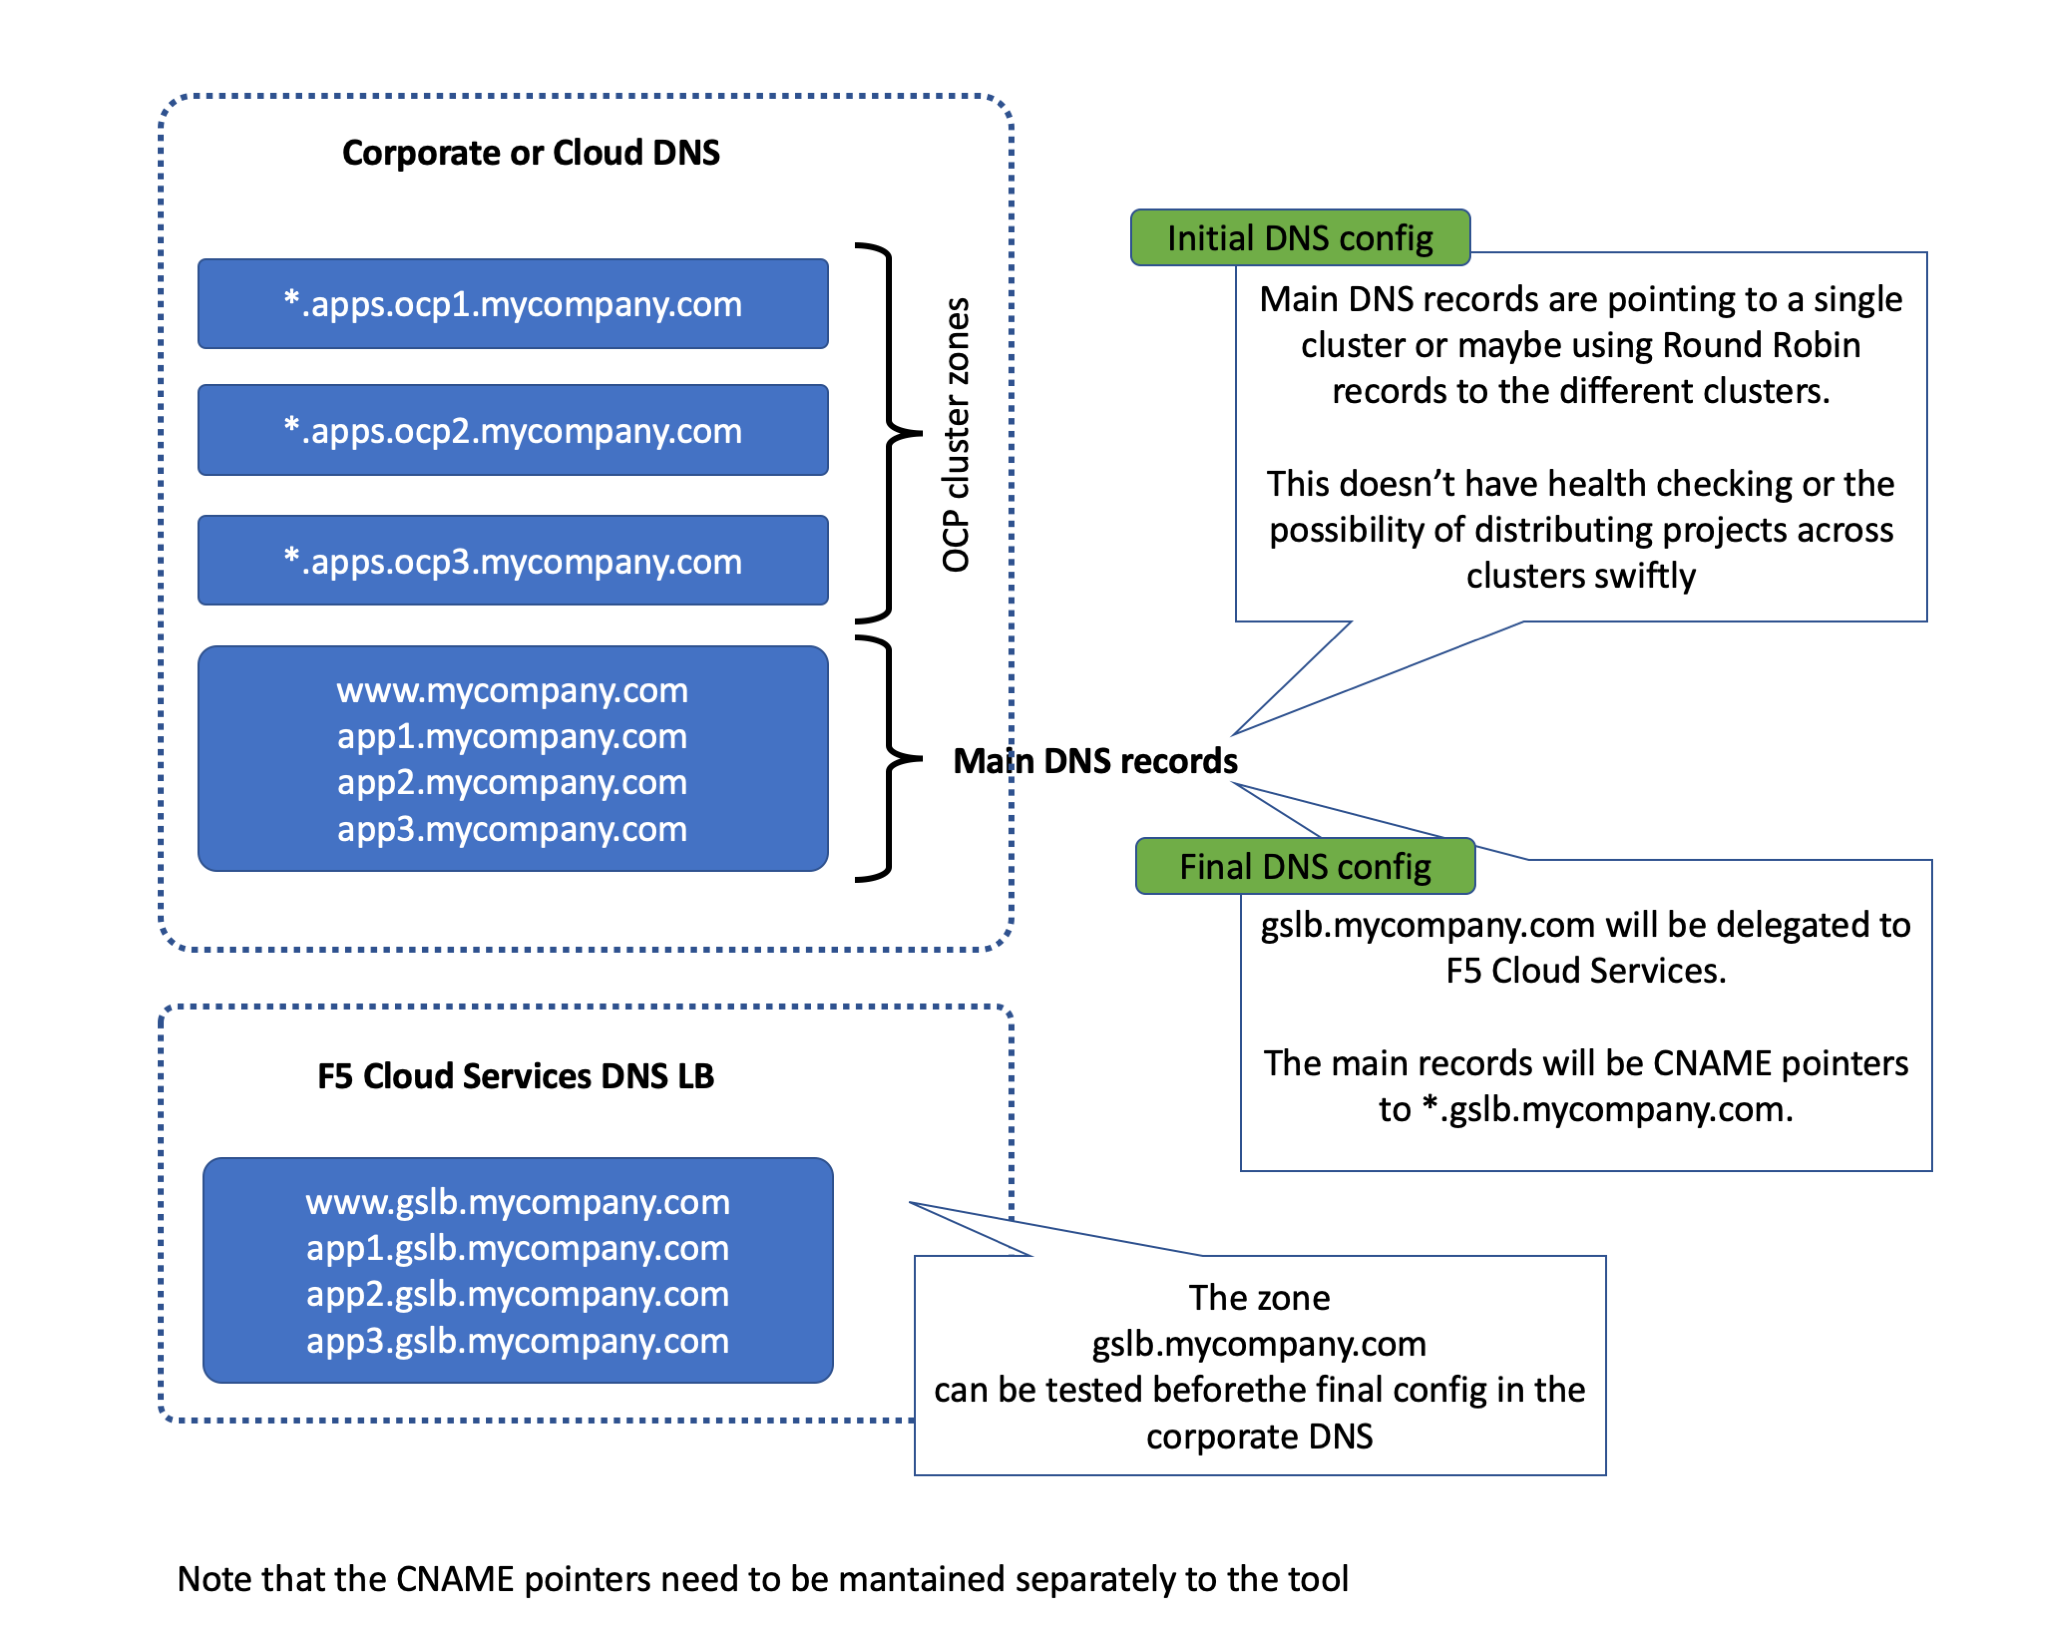 Corporate or Cloud DNS
*.apps.ocp1.mycompany.com
*.apps.ocp2.mycompany.com
*.apps.ocp3.mycompany.com
OCP cluster zones
www.mycompany.com
app1.mycompany.com
app2.mycompany.com
app3.mycompany.com
Main DNS records
Initial DNS config
Main DNS records are pointing to a single
cluster or maybe using Round Robin
records to the different clusters.
This doesn’t have health checking or the
possibility of distributing projects across
clusters swiftly
Final DNS config
gslb.mycompany.com will be delegated to
F5 Cloud Services.
The main records will be CNAME pointers
to *.gslb.mycompany.com.
F5 Cloud Services DNS LB
www.gslb.mycompany.com
app1.gslb.mycompany.com
app2.gslb.mycompany.com
app3.gslb.mycompany.com
The zone
gslb.mycompany.com
can be tested beforethe final config in the
corporate DNS
Note that the CNAME pointers need to be mantained separately to the tool